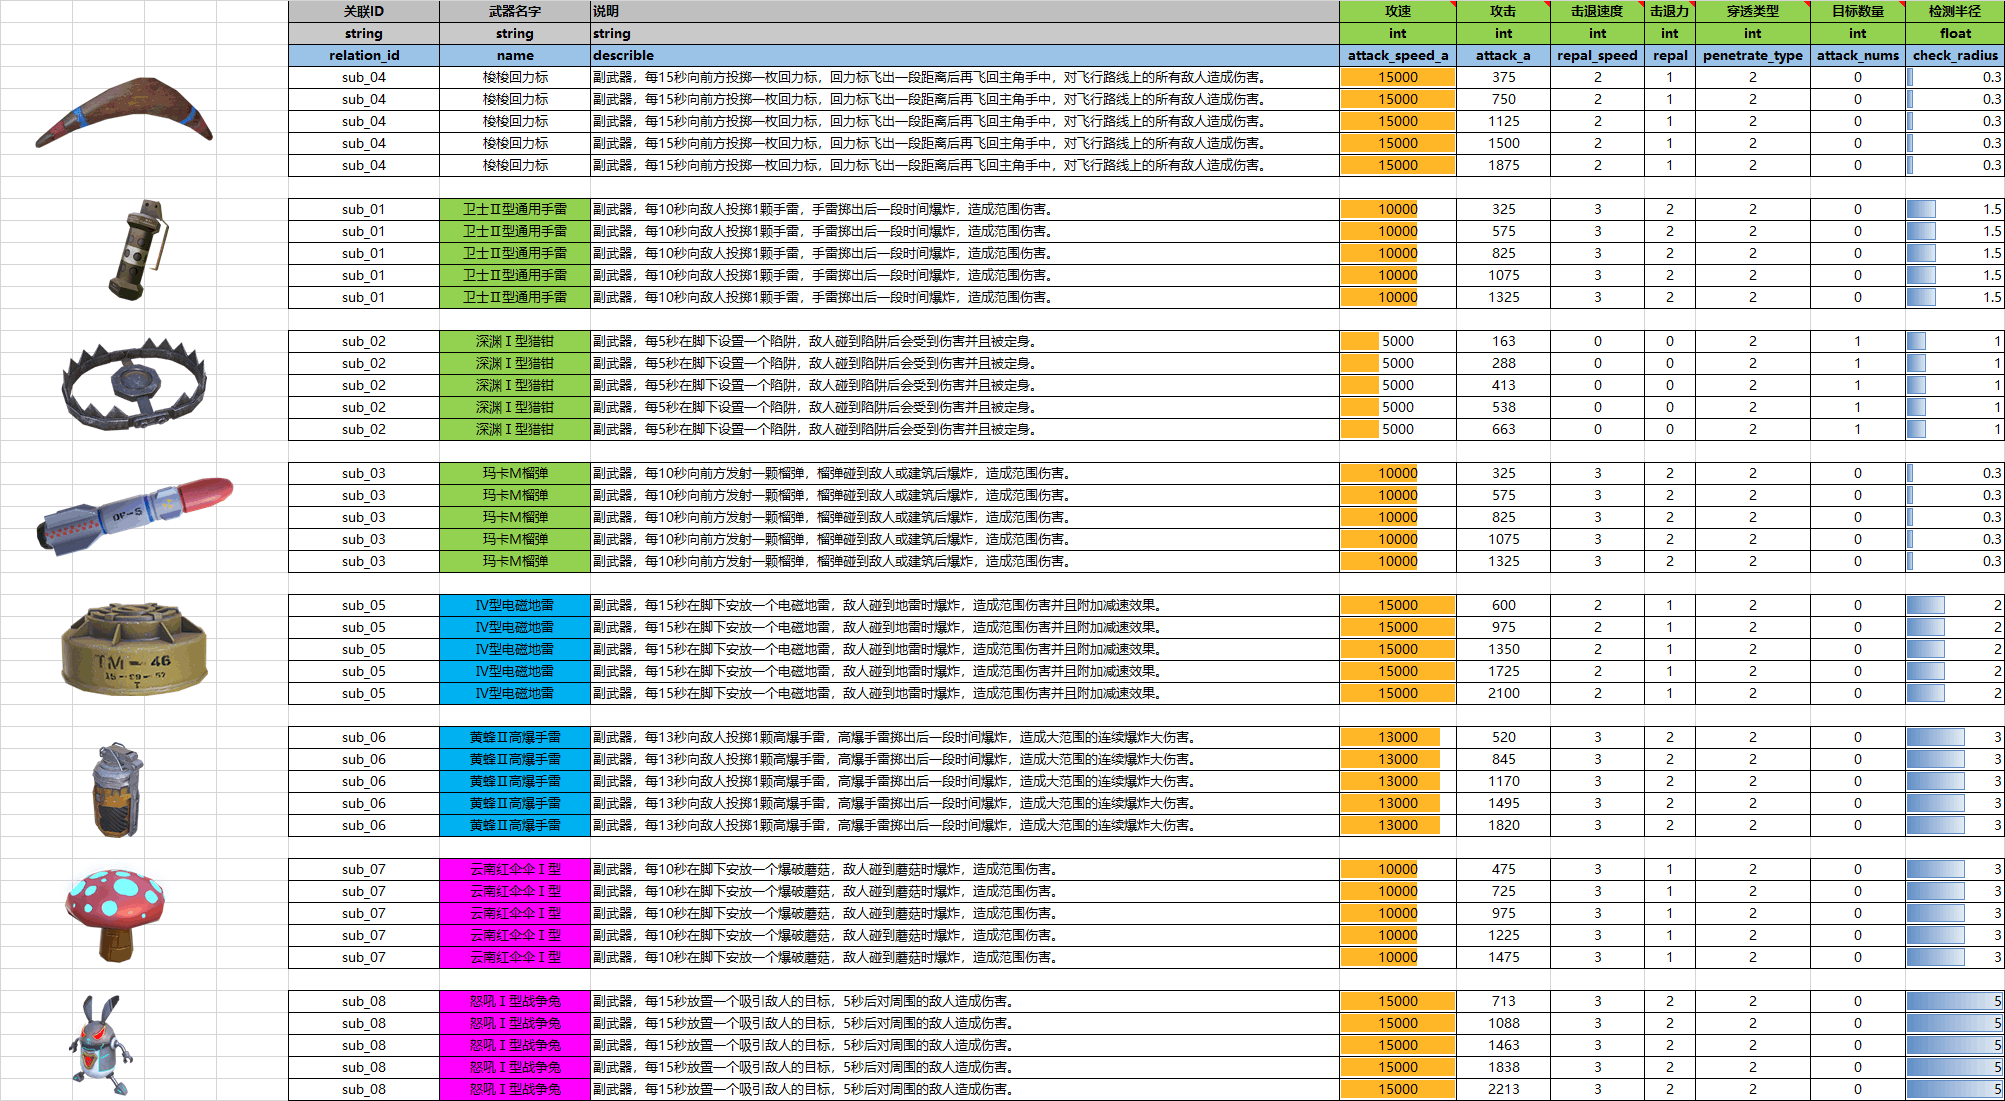 关联ID 武器名字 说明 攻速 攻击 击退速度 击退力 穿透类型 目标数量 检测半径
string string string int int int int int int float
relation_id name describle attack_speed_a attack_a repal_speed repal penetrate_type attack_nums check_radius
sub_04 梭梭回力标 副武器，每15秒向前方投掷一枚回力标，回力标飞出一段距离后再飞回主角手中，对飞行路线上的所有敌人造成伤害。 15000 375 2 1 2 0 0.3
sub_04 梭梭回力标 副武器，每15秒向前方投掷一枚回力标，回力标飞出一段距离后再飞回主角手中，对飞行路线上的所有敌人造成伤害。 15000 750 2 1 2 0 0.3
sub_04 梭梭回力标 副武器，每15秒向前方投掷一枚回力标，回力标飞出一段距离后再飞回主角手中，对飞行路线上的所有敌人造成伤害。 15000 1125 2 1 2 0 0.3
sub_04 梭梭回力标 副武器，每15秒向前方投掷一枚回力标，回力标飞出一段距离后再飞回主角手中，对飞行路线上的所有敌人造成伤害。 15000 1500 2 1 2 0 0.3
sub_04 梭梭回力标 副武器，每15秒向前方投掷一枚回力标，回力标飞出一段距离后再飞回主角手中，对飞行路线上的所有敌人造成伤害。 15000 1875 2 1 2 0 0.3
sub_01 卫士Ⅱ型通用手雷 副武器，每10秒向敌人投掷1颗手雷，手雷掷出后一段时间爆炸，造成范围伤害。 10000 325 3 2 2 0 1.5
sub_01 卫士Ⅱ型通用手雷 副武器，每10秒向敌人投掷1颗手雷，手雷掷出后一段时间爆炸，造成范围伤害。 10000 575 3 2 2 0 1.5
sub_01 卫士Ⅱ型通用手雷 副武器，每10秒向敌人投掷1颗手雷，手雷掷出后一段时间爆炸，造成范围伤害。 10000 825 3 2 2 0 1.5
sub_01 卫士Ⅱ型通用手雷 副武器，每10秒向敌人投掷1颗手雷，手雷掷出后一段时间爆炸，造成范围伤害。 10000 1075 3 2 2 0 1.5
sub_01 卫士Ⅱ型通用手雷 副武器，每10秒向敌人投掷1颗手雷，手雷掷出后一段时间爆炸，造成范围伤害。 10000 1325 3 2 2 0 1.5
sub_02 深渊Ⅰ型猎钳 副武器，每5秒在脚下设置一个陷阱，敌人碰到陷阱后会受到伤害并且被定身。 5000 163 0 0 2 1 1
sub_02 深渊Ⅰ型猎钳 副武器，每5秒在脚下设置一个陷阱，敌人碰到陷阱后会受到伤害并且被定身。 5000 288 0 0 2 1 1
sub_02 深渊Ⅰ型猎钳 副武器，每5秒在脚下设置一个陷阱，敌人碰到陷阱后会受到伤害并且被定身。 5000 413 0 0 2 1 1
sub_02 深渊Ⅰ型猎钳 副武器，每5秒在脚下设置一个陷阱，敌人碰到陷阱后会受到伤害并且被定身。 5000 538 0 0 2 1 1
sub_02 深渊Ⅰ型猎钳 副武器，每5秒在脚下设置一个陷阱，敌人碰到陷阱后会受到伤害并且被定身。 5000 663 0 0 2 1 1
sub_03 玛卡M榴弹 副武器，每10秒向前方发射一颗榴弹，榴弹碰到敌人或建筑后爆炸，造成范围伤害。 10000 325 3 2 2 0 0.3
sub_03 玛卡M榴弹 副武器，每10秒向前方发射一颗榴弹，榴弹碰到敌人或建筑后爆炸，造成范围伤害。 10000 575 3 2 2 0 0.3
DF-5
sub_03 玛卡M榴弹 副武器，每10秒向前方发射一颗榴弹，榴弹碰到敌人或建筑后爆炸，造成范围伤害。 10000 825 3 2 2 0 0.3
sub_03 玛卡M榴弹 副武器，每10秒向前方发射一颗榴弹，榴弹碰到敌人或建筑后爆炸，造成范围伤害。 10000 1075 3 2 2 0 0.3
sub_03 玛卡M榴弹 副武器，每10秒向前方发射一颗榴弹，榴弹碰到敌人或建筑后爆炸，造成范围伤害。 10000 1325 3 2 2 0 0.3
sub_05 Ⅳ型电磁地雷 副武器，每15秒在脚下安放一个电磁地雷，敌人碰到地雷时爆炸，造成范围伤害并且附加减速效果。 15000 600 2 1 2 0 2
sub_05 Ⅳ型电磁地雷 副武器，每15秒在脚下安放一个电磁地雷，敌人碰到地雷时爆炸，造成范围伤害并且附加减速效果。 15000 975 2 1 2 0 2
sub_05 Ⅳ型电磁地雷 副武器，每15秒在脚下安放一个电磁地雷，敌人碰到地雷时爆炸，造成范围伤害并且附加减速效果。 15000 1350 2 1 2 0 2
TM-46
sub_05 Ⅳ型电磁地雷 副武器，每15秒在脚下安放一个电磁地雷，敌人碰到地雷时爆炸，造成范围伤害并且附加减速效果。 15000 1725 2 1 2 0 2
T
sub_05 Ⅳ型电磁地雷 副武器，每15秒在脚下安放一个电磁地雷，敌人碰到地雷时爆炸，造成范围伤害并且附加减速效果。 15000 2100 2 1 2 0 2
sub_06 黄蜂Ⅱ高爆手雷 副武器，每13秒向敌人投掷1颗高爆手雷，高爆手雷掷出后一段时间爆炸，造成大范围的连续爆炸大伤害。 13000 520 3 2 2 0 3
sub_06 黄蜂Ⅱ高爆手雷 副武器，每13秒向敌人投掷1颗高爆手雷，高爆手雷掷出后一段时间爆炸，造成大范围的连续爆炸大伤害。 13000 845 3 2 2 0 3
sub_06 黄蜂Ⅱ高爆手雷 副武器，每13秒向敌人投掷1颗高爆手雷，高爆手雷掷出后一段时间爆炸，造成大范围的连续爆炸大伤害。 13000 1170 3 2 2 0 3
sub_06 黄蜂Ⅱ高爆手雷 副武器，每13秒向敌人投掷1颗高爆手雷，高爆手雷掷出后一段时间爆炸，造成大范围的连续爆炸大伤害。 13000 1495 3 2 2 0 3
sub_06 黄蜂Ⅱ高爆手雷 副武器，每13秒向敌人投掷1颗高爆手雷，高爆手雷掷出后一段时间爆炸，造成大范围的连续爆炸大伤害。 13000 1820 3 2 2 0 3
sub_07 云南红伞伞Ⅰ型 副武器，每10秒在脚下安放一个爆破蘑菇，敌人碰到蘑菇时爆炸，造成范围伤害。 10000 475 3 1 2 0 3
sub_07 云南红伞伞Ⅰ型 副武器，每10秒在脚下安放一个爆破蘑菇，敌人碰到蘑菇时爆炸，造成范围伤害。 10000 725 3 1 2 0 3
sub_07 云南红伞伞Ⅰ型 副武器，每10秒在脚下安放一个爆破蘑菇，敌人碰到蘑菇时爆炸，造成范围伤害。 10000 975 3 1 2 0 3
sub_07 云南红伞伞Ⅰ型 副武器，每10秒在脚下安放一个爆破蘑菇，敌人碰到蘑菇时爆炸，造成范围伤害。 10000 1225 3 1 2 0 3
sub_07 云南红伞伞Ⅰ型 副武器，每10秒在脚下安放一个爆破蘑菇，敌人碰到蘑菇时爆炸，造成范围伤害。 10000 1475 3 1 2 0 3
sub_08 怒吼Ⅰ型战争兔 副武器，每15秒放置一个吸引敌人的目标，5秒后对周围的敌人造成伤害。 15000 713 3 2 2 0 5
sub_08 怒吼Ⅰ型战争兔 副武器，每15秒放置一个吸引敌人的目标，5秒后对周围的敌人造成伤害。 15000 1088 3 2 2 0 5
sub_08 怒吼Ⅰ型战争兔 副武器，每15秒放置一个吸引敌人的目标，5秒后对周围的敌人造成伤害。 15000 1463 3 2 2 0 5
sub_08 怒吼Ⅰ型战争兔 副武器，每15秒放置一个吸引敌人的目标，5秒后对周围的敌人造成伤害。 15000 1838 3 2 2 0 5
sub_08 怒吼Ⅰ型战争兔 副武器，每15秒放置一个吸引敌人的目标，5秒后对周围的敌人造成伤害。 15000 2213 3 2 2 0 5